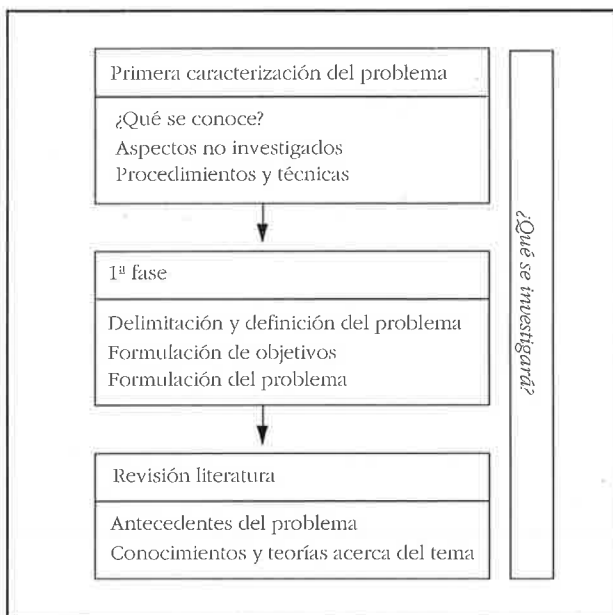 Primera caracterización del problema
¿Qué se conoce?
Aspectos no investigados
Procedimientos y técnicas
1ª fase
Delimitación y definición del problema
Formulación de objetivos
Formulación del problema
Revisión literatura
Antecedentes del problema
Conocimientos y teorías acerca del tema
¿Qué se investigará?